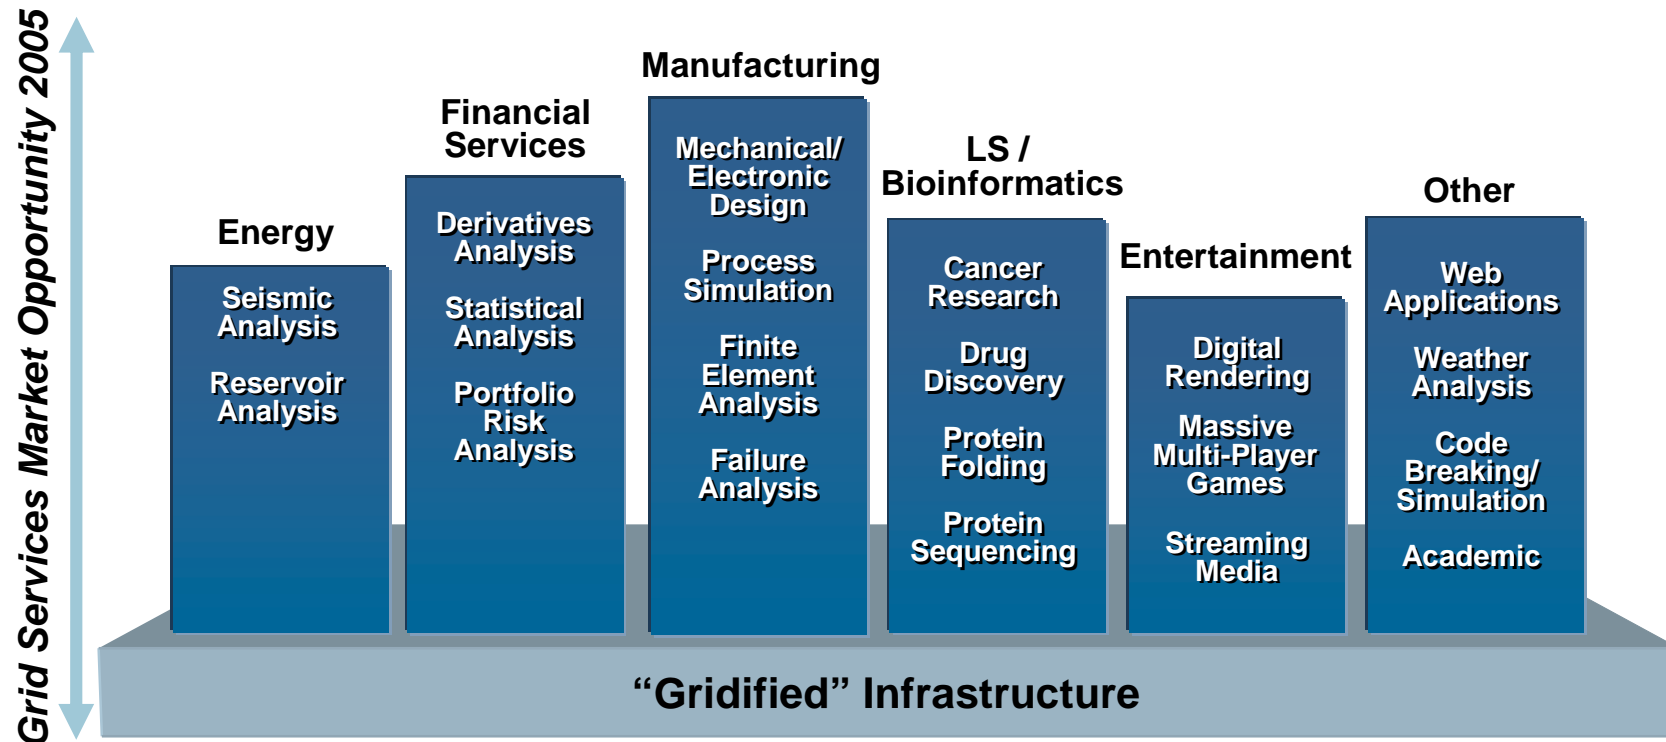 Grid Services Market Opportunity 2005
Energy
Seismic
Analysis
Reservoir
Analysis
Financial
Services
Derivatives
Analysis
Statistical
Analysis
Portfolio
Risk
Analysis
Manufacturing
Mechanical/
Electronic
Design
Process
Simulation
Finite
Element
Analysis
Failure
Analysis
LS /
Bioinformatics
Cancer
Research
Drug
Discovery
Protein
Folding
Protein
Sequencing
Entertainment
Digital
Rendering
Massive
Multi-Player
Games
Streaming
Media
Other
Web
Applications
Weather
Analysis
Code
Breaking/
Simulation
Academic
“Gridified” Infrastructure